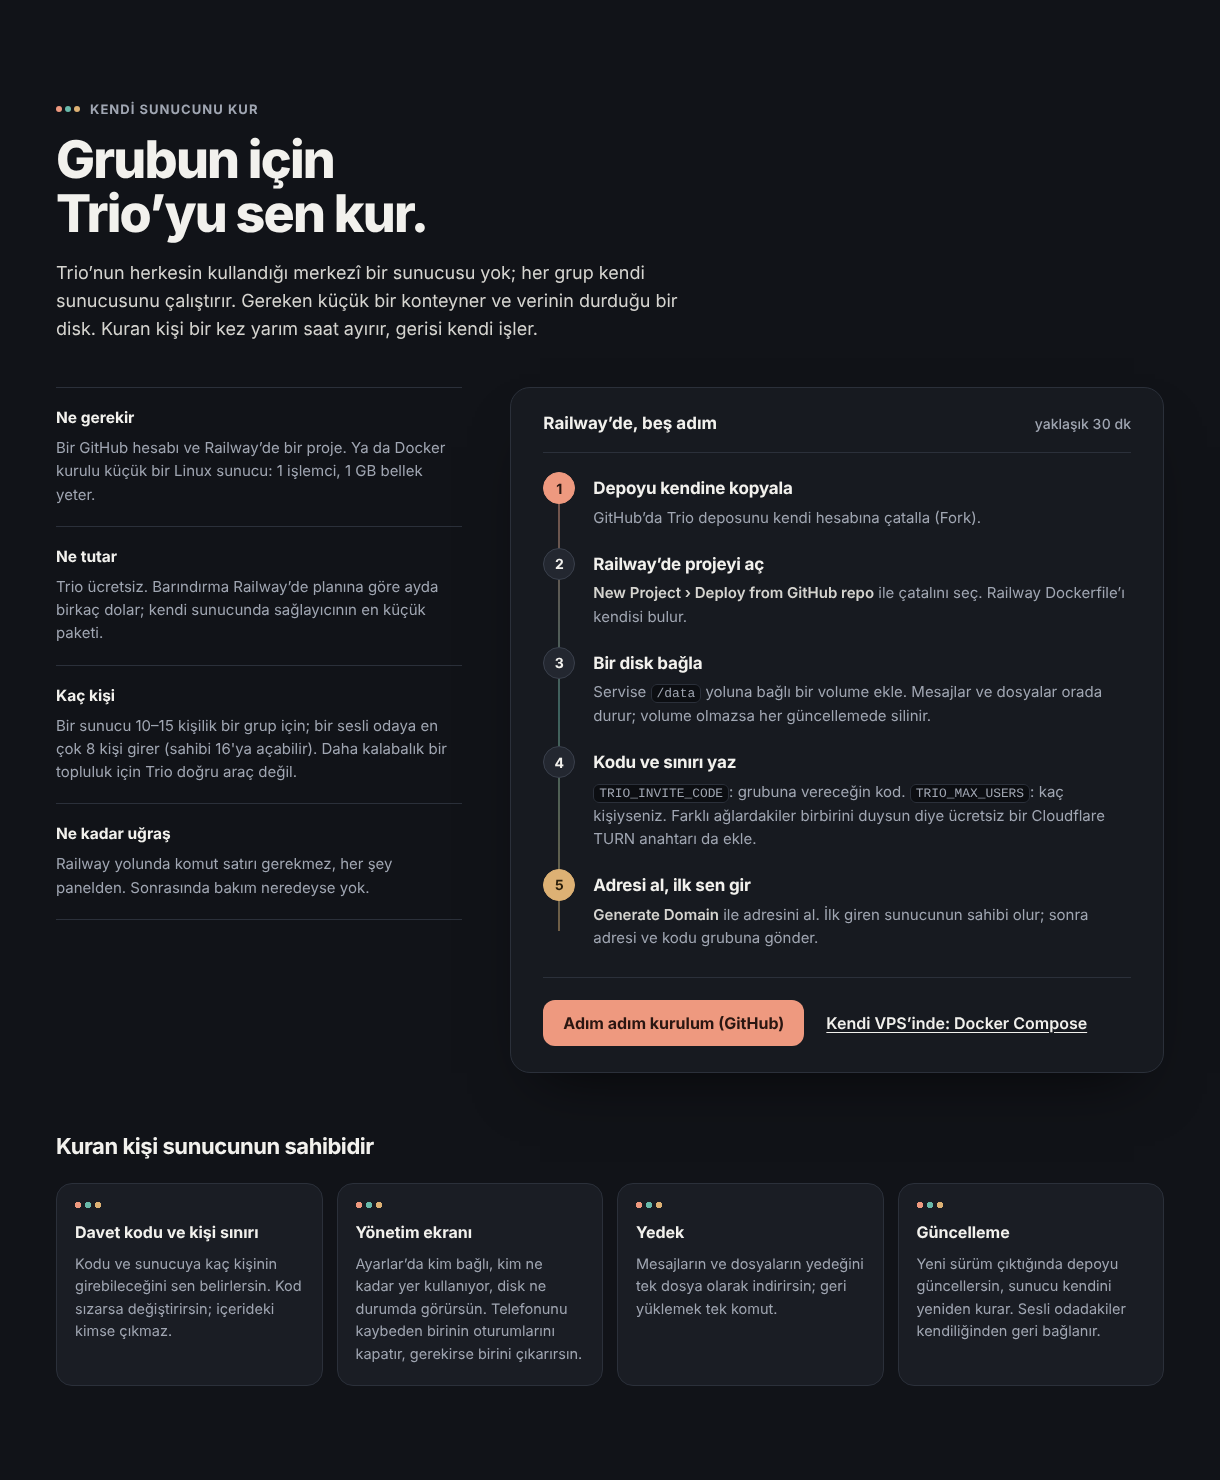 KENDİ SUNUCUNU KUR
Grubun için
Trio’yu sen kur.
Trio’nun herkesin kullandığı merkezî bir sunucusu yok; her grup kendi
sunucusunu çalıştırır. Gereken küçük bir konteyner ve verinin durduğu bir
disk. Kuran kişi bir kez yarım saat ayırır, gerisi kendi işler.
Ne gerekir
Bir GitHub hesabı ve Railway’de bir proje. Ya da Docker
kurulu küçük bir Linux sunucu: 1 işlemci, 1 GB bellek
yeter.
Ne tutar
Trio ücretsiz. Barındırma Railway’de planına göre ayda
birkaç dolar; kendi sunucunda sağlayıcının en küçük
paketi.
Kaç kişi
Bir sunucu 10–15 kişilik bir grup için; bir sesli odaya en
çok 8 kişi girer (sahibi 16'ya açabilir). Daha kalabalık bir
topluluk için Trio doğru araç değil.
Ne kadar uğraş
Railway yolunda komut satırı gerekmez, her şey
panelden. Sonrasında bakım neredeyse yok.
Railway’de, beş adım
yaklaşık 30 dk
1
Depoyu kendine kopyala
GitHub’da Trio deposunu kendi hesabına çatalla (Fork).
2
Railway’de projeyi aç
New Project › Deploy from GitHub repo ile çatalını seç. Railway Dockerfile’ı
kendisi bulur.
3
Bir disk bağla
Servise /data yoluna bağlı bir volume ekle. Mesajlar ve dosyalar orada
durur; volume olmazsa her güncellemede silinir.
4
Kodu ve sınırı yaz
TRIO_INVITE_CODE: grubuna vereceğin kod. TRIO_MAX_USERS: kaç
kişiyseniz. Farklı ağlardakiler birbirini duysun diye ücretsiz bir Cloudflare
TURN anahtarı da ekle.
5
Adresi al, ilk sen gir
Generate Domain ile adresini al. İlk giren sunucunun sahibi olur; sonra
adresi ve kodu grubuna gönder.
Adım adım kurulum (GitHub)
Kendi VPS’inde: Docker Compose
Kuran kişi sunucunun sahibidir
Davet kodu ve kişi sınırı
Kodu ve sunucuya kaç kişinin
girebileceğini sen belirlersin. Kod
sızarsa değiştirirsin; içerideki
kimse çıkmaz.
Yönetim ekranı
Ayarlar’da kim bağlı, kim ne
kadar yer kullanıyor, disk ne
durumda görürsün. Telefonunu
kaybeden birinin oturumlarını
kapatır, gerekirse birini çıkarırsın.
Yedek
Mesajların ve dosyaların yedeğini
tek dosya olarak indirirsin; geri
yüklemek tek komut.
Güncelleme
Yeni sürüm çıktığında depoyu
güncellersin, sunucu kendini
yeniden kurar. Sesli odadakiler
kendiliğinden geri bağlanır.